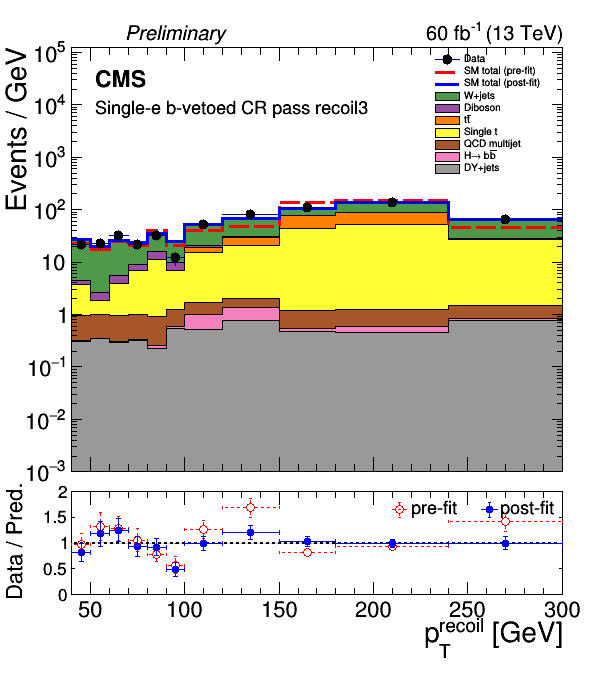 Preliminary 60 fb⁻¹ (13 TeV)
CMS
Single-e b-vetoed CR pass recoil3
Data
SM total (pre-fit)
SM total (post-fit)
W+jets
Diboson
tt̅
Single t
QCD multijet
H→ bb̅
DY+jets
Events / GeV
10⁵
10⁴
10³
10²
10
1
10⁻¹
10⁻²
10⁻³
pre-fit post-fit
Data / Pred.
2
1.5
1
0.5
0
50 100 150 200 250 300
p_T^recoil [GeV]